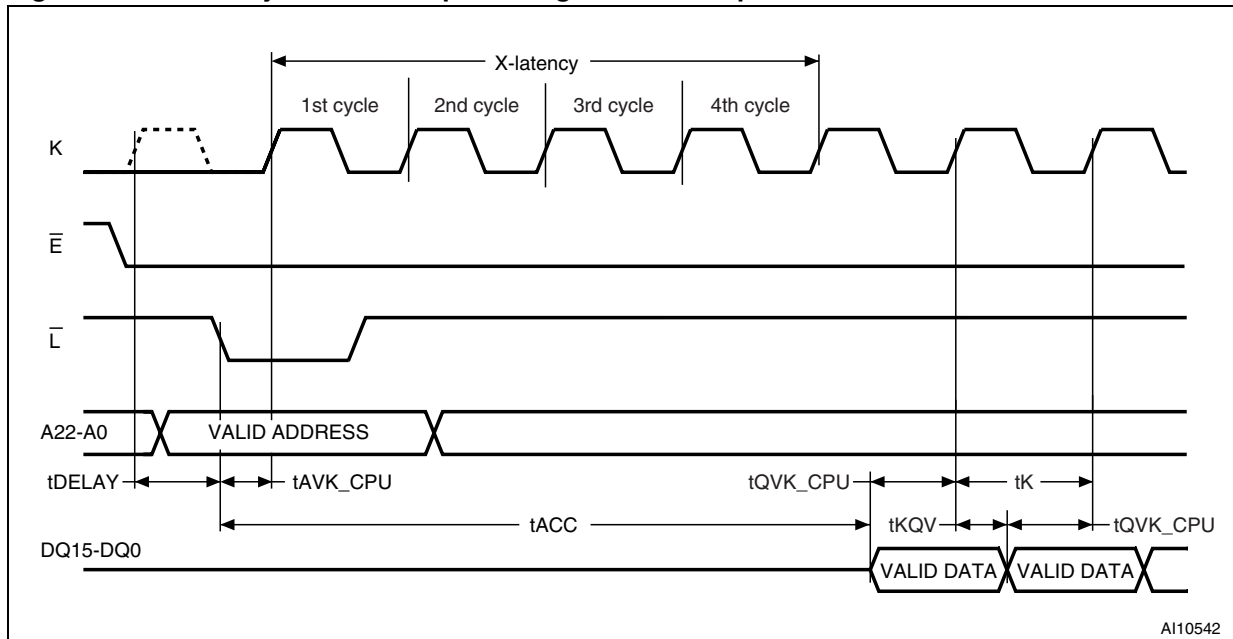 X-latency
1st cycle 2nd cycle 3rd cycle 4th cycle
K
E
L
A22-A0 VALID ADDRESS
tDELAY tAVK_CPU tQVK_CPU tK
tACC tKQV tQVK_CPU
DQ15-DQ0
VALID DATA VALID DATA
AI10542